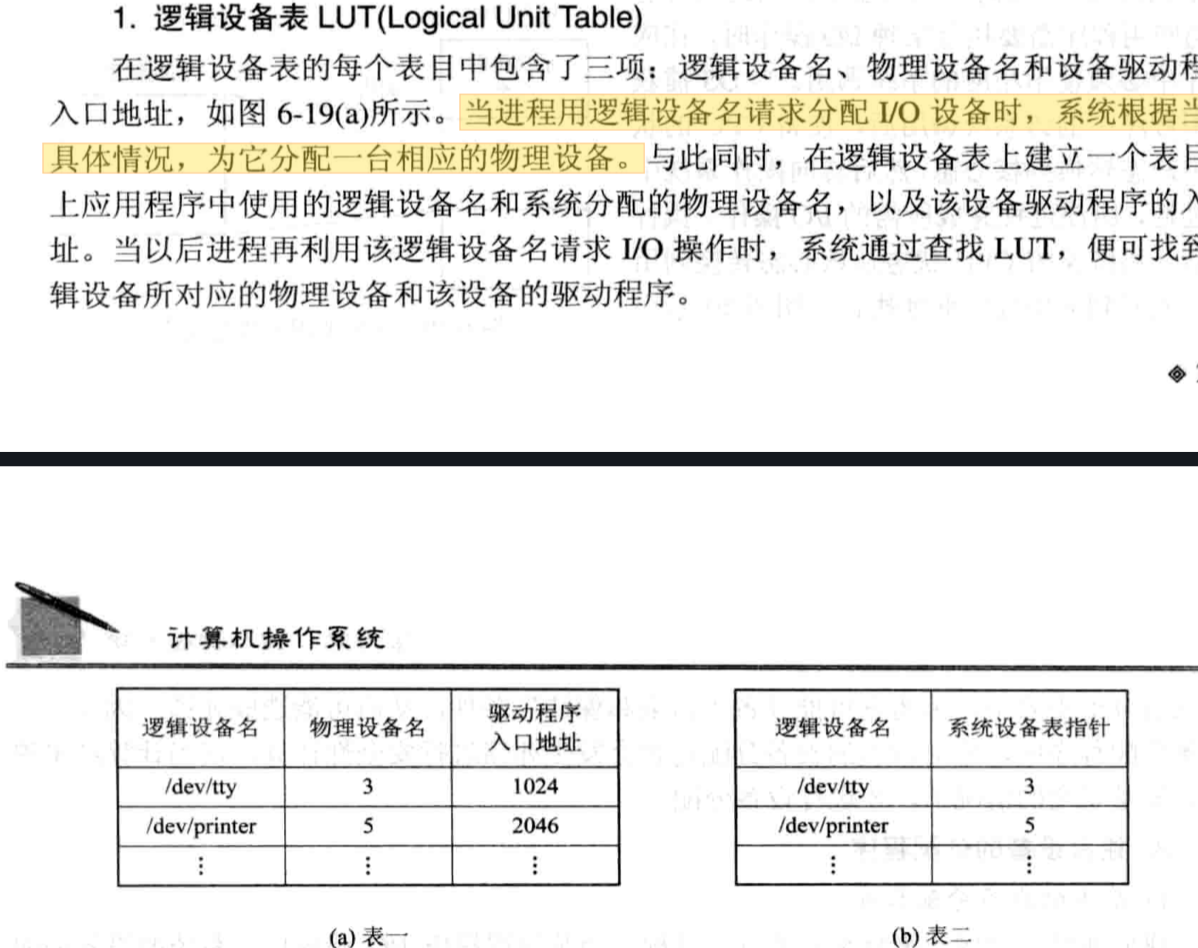 1. 逻辑设备表 LUT(Logical Unit Table)
在逻辑设备表的每个表目中包含了三项：逻辑设备名、物理设备名和设备驱动程
入口地址，如图 6-19(a)所示。当进程用逻辑设备名请求分配 I/O 设备时，系统根据当
具体情况，为它分配一台相应的物理设备。与此同时，在逻辑设备表上建立一个表目
上应用程序中使用的逻辑设备名和系统分配的物理设备名，以及该设备驱动程序的入
址。当以后进程再利用该逻辑设备名请求 I/O 操作时，系统通过查找 LUT，便可找到
辑设备所对应的物理设备和该设备的驱动程序。
计算机操作系统
逻辑设备名 物理设备名 驱动程序
入口地址
/dev/tty 3 1024
/dev/printer 5 2046
⋮ ⋮ ⋮
(a) 表一
逻辑设备名 系统设备表指针
/dev/tty 3
/dev/printer 5
⋮ ⋮
(b) 表二